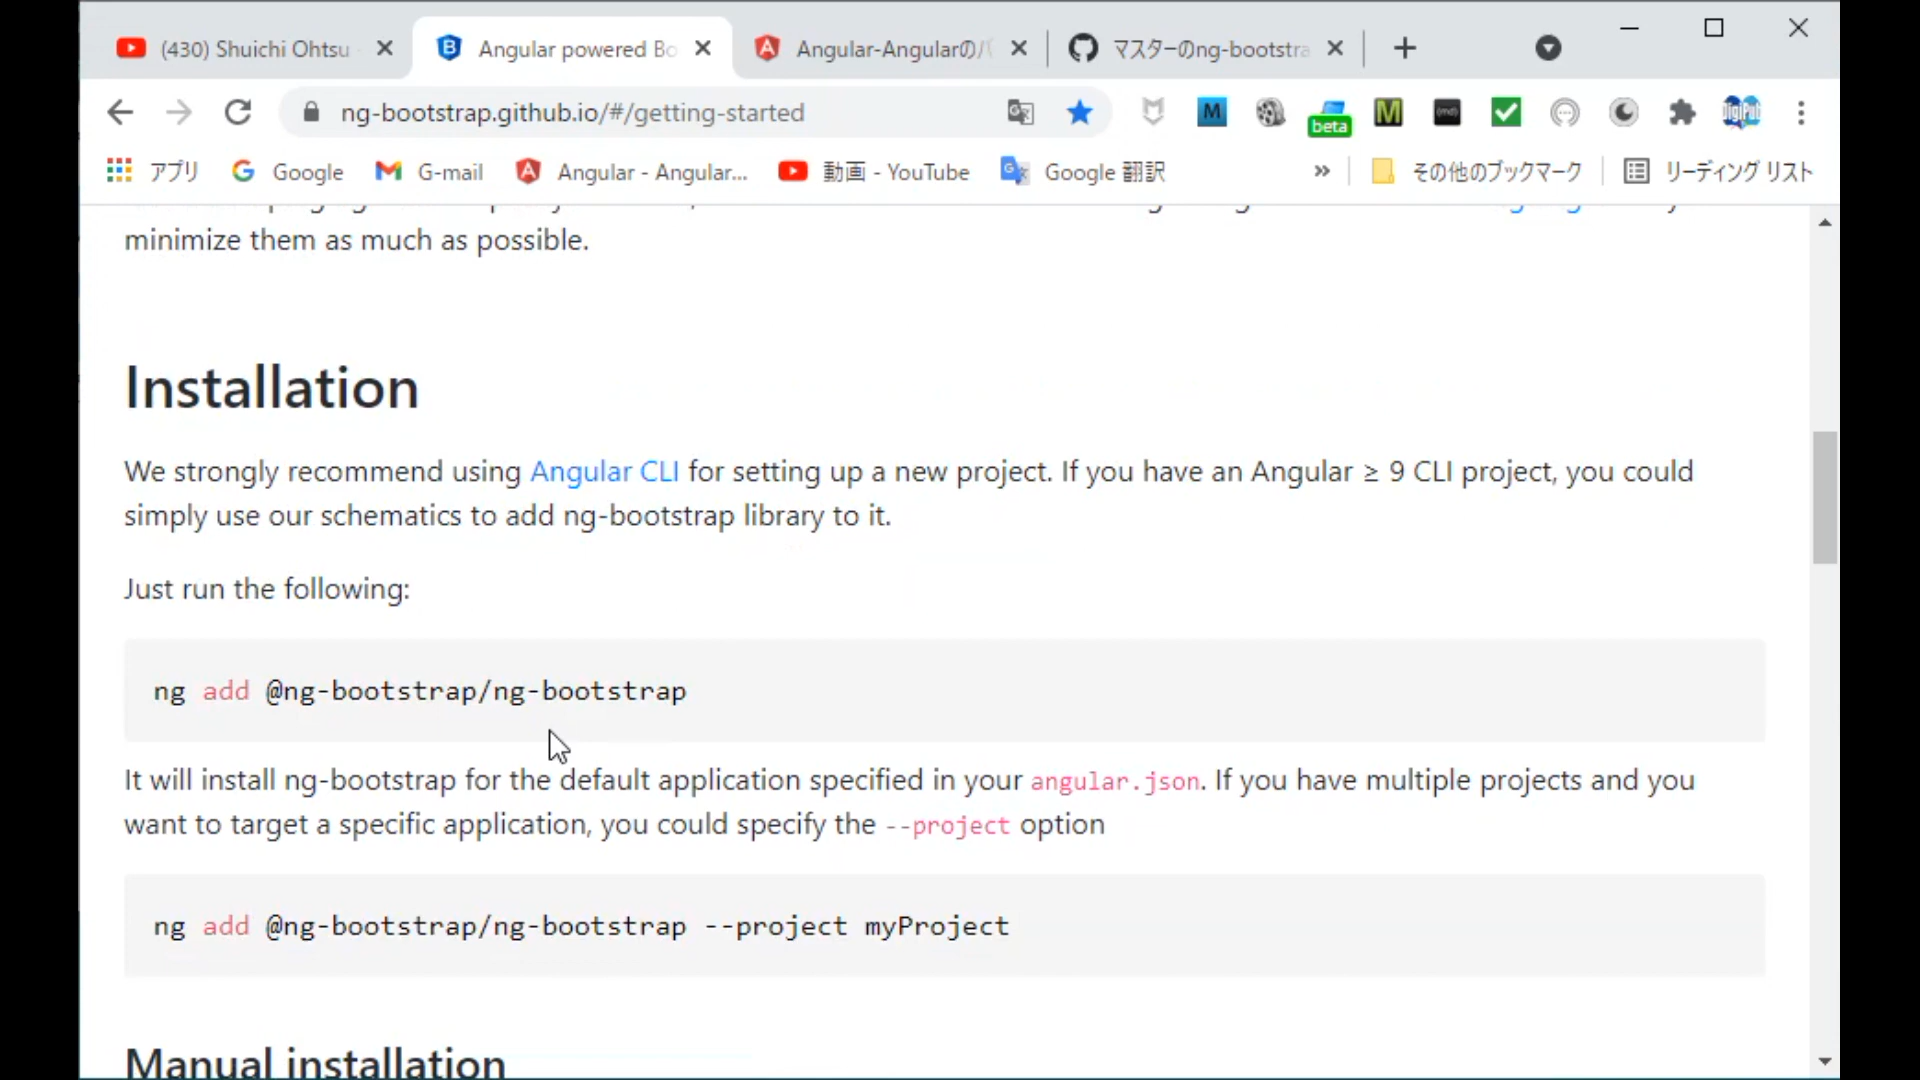 (430) Shuichi Ohtsu
Angular powered Bo
Angular-Angularのバ
マスターのng-bootstra
ng-bootstrap.github.io/#/getting-started
beta
アプリ
Google
G-mail
Angular - Angular...
動画 - YouTube
Google 翻訳
»
その他のブックマーク
リーディング リスト
minimize them as much as possible.
Installation
We strongly recommend using Angular CLI for setting up a new project. If you have an Angular ≥ 9 CLI project, you could
simply use our schematics to add ng-bootstrap library to it.
Just run the following:
ng add @ng-bootstrap/ng-bootstrap
It will install ng-bootstrap for the default application specified in your angular.json. If you have multiple projects and you
want to target a specific application, you could specify the --project option
ng add @ng-bootstrap/ng-bootstrap --project myProject
Manual installation